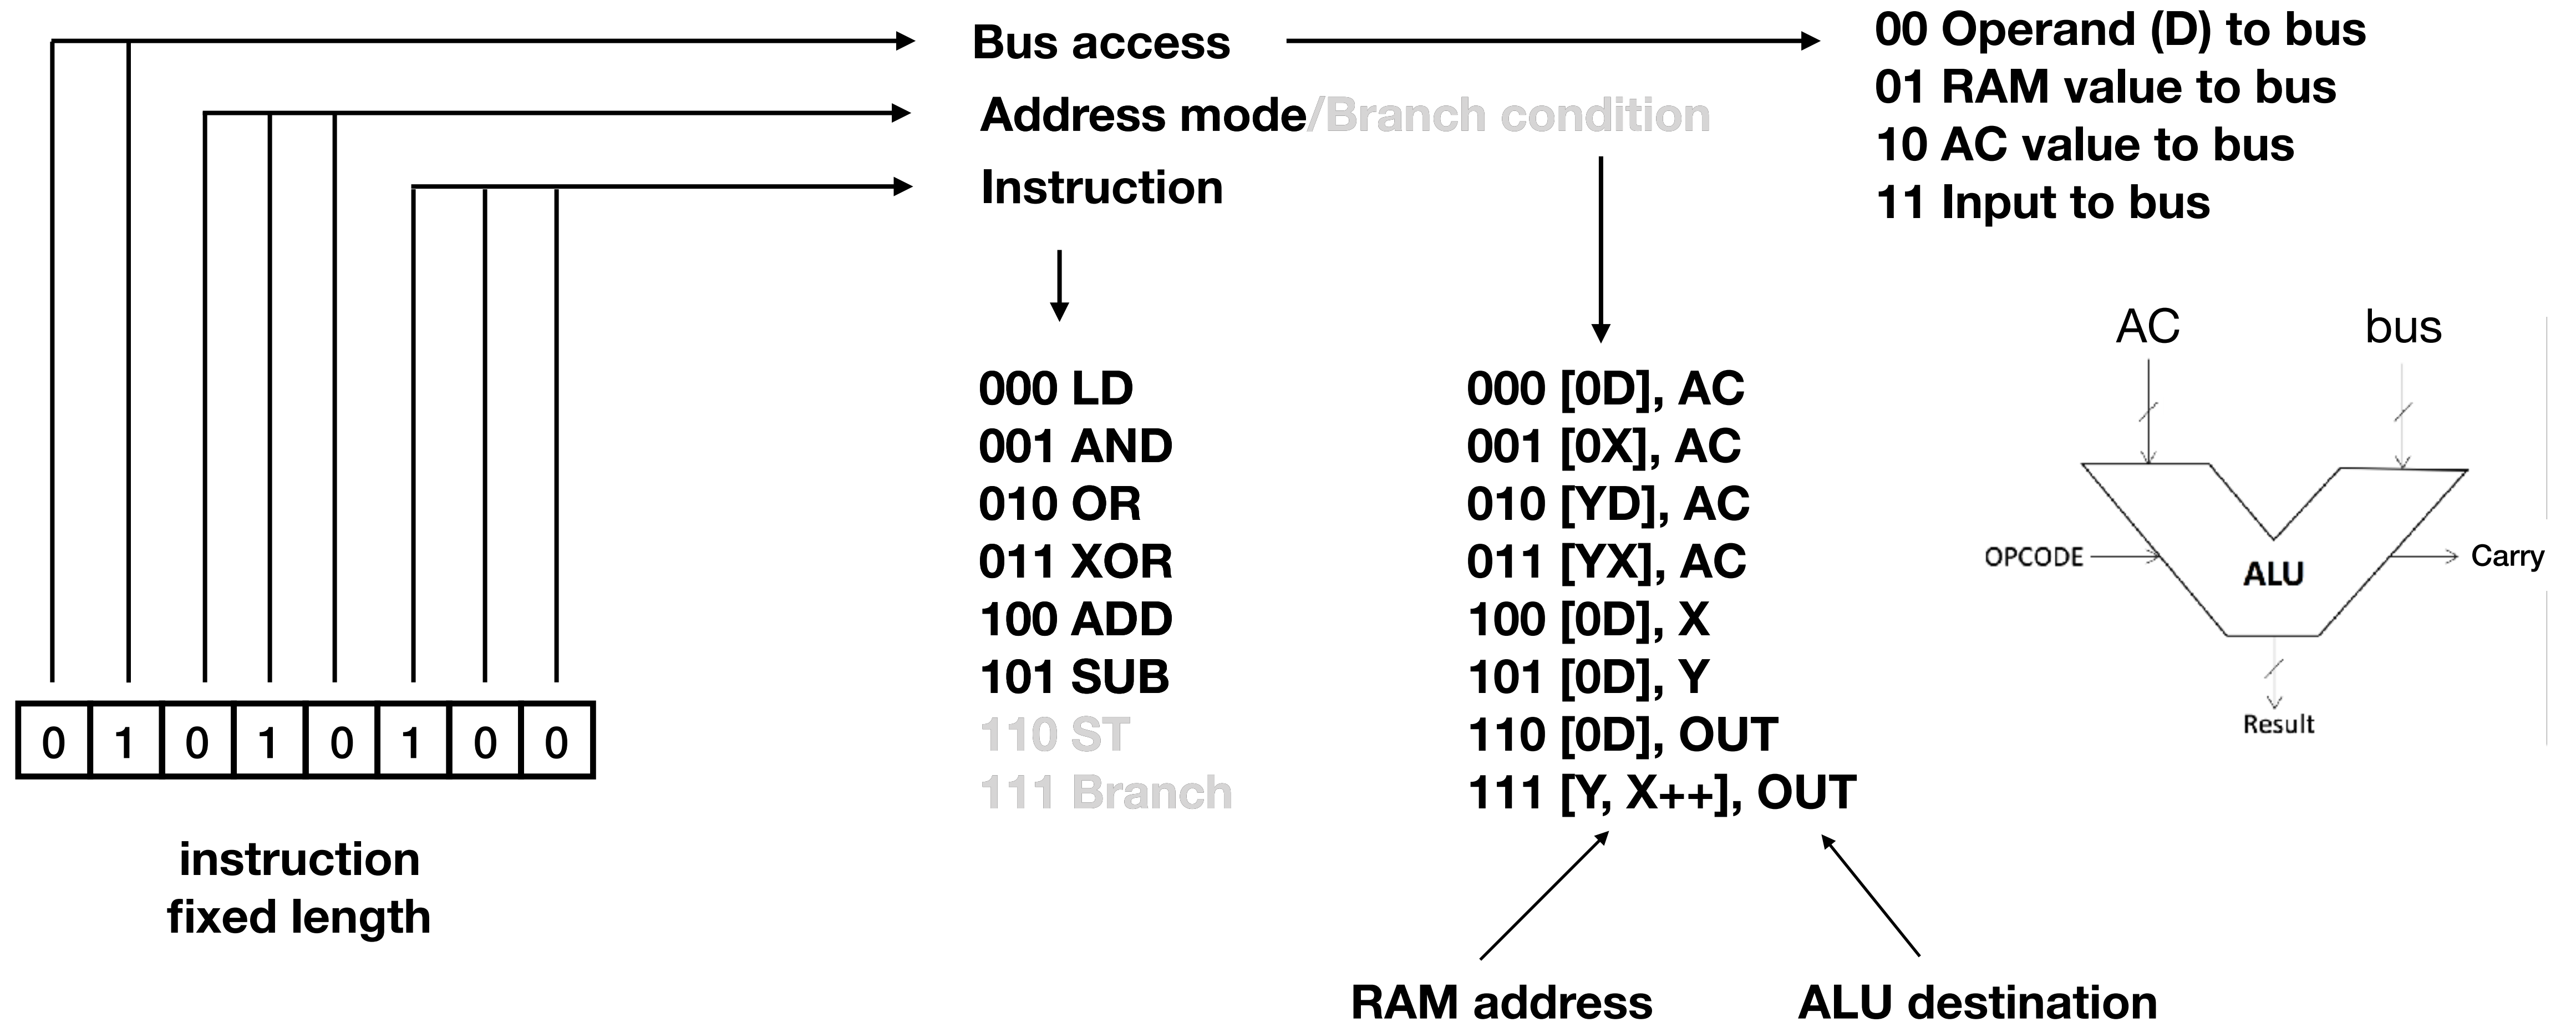 Bus access
Address mode/Branch condition
Instruction
00 Operand (D) to bus
01 RAM value to bus
10 AC value to bus
11 Input to bus
000 LD
001 AND
010 OR
011 XOR
100 ADD
101 SUB
110 ST
111 Branch
000 [0D], AC
001 [0X], AC
010 [YD], AC
011 [YX], AC
100 [0D], X
101 [0D], Y
110 [0D], OUT
111 [Y, X++], OUT
AC
bus
OPCODE
ALU
Carry
Result
0 1 0 1 0 1 0 0
instruction
fixed length
RAM address
ALU destination